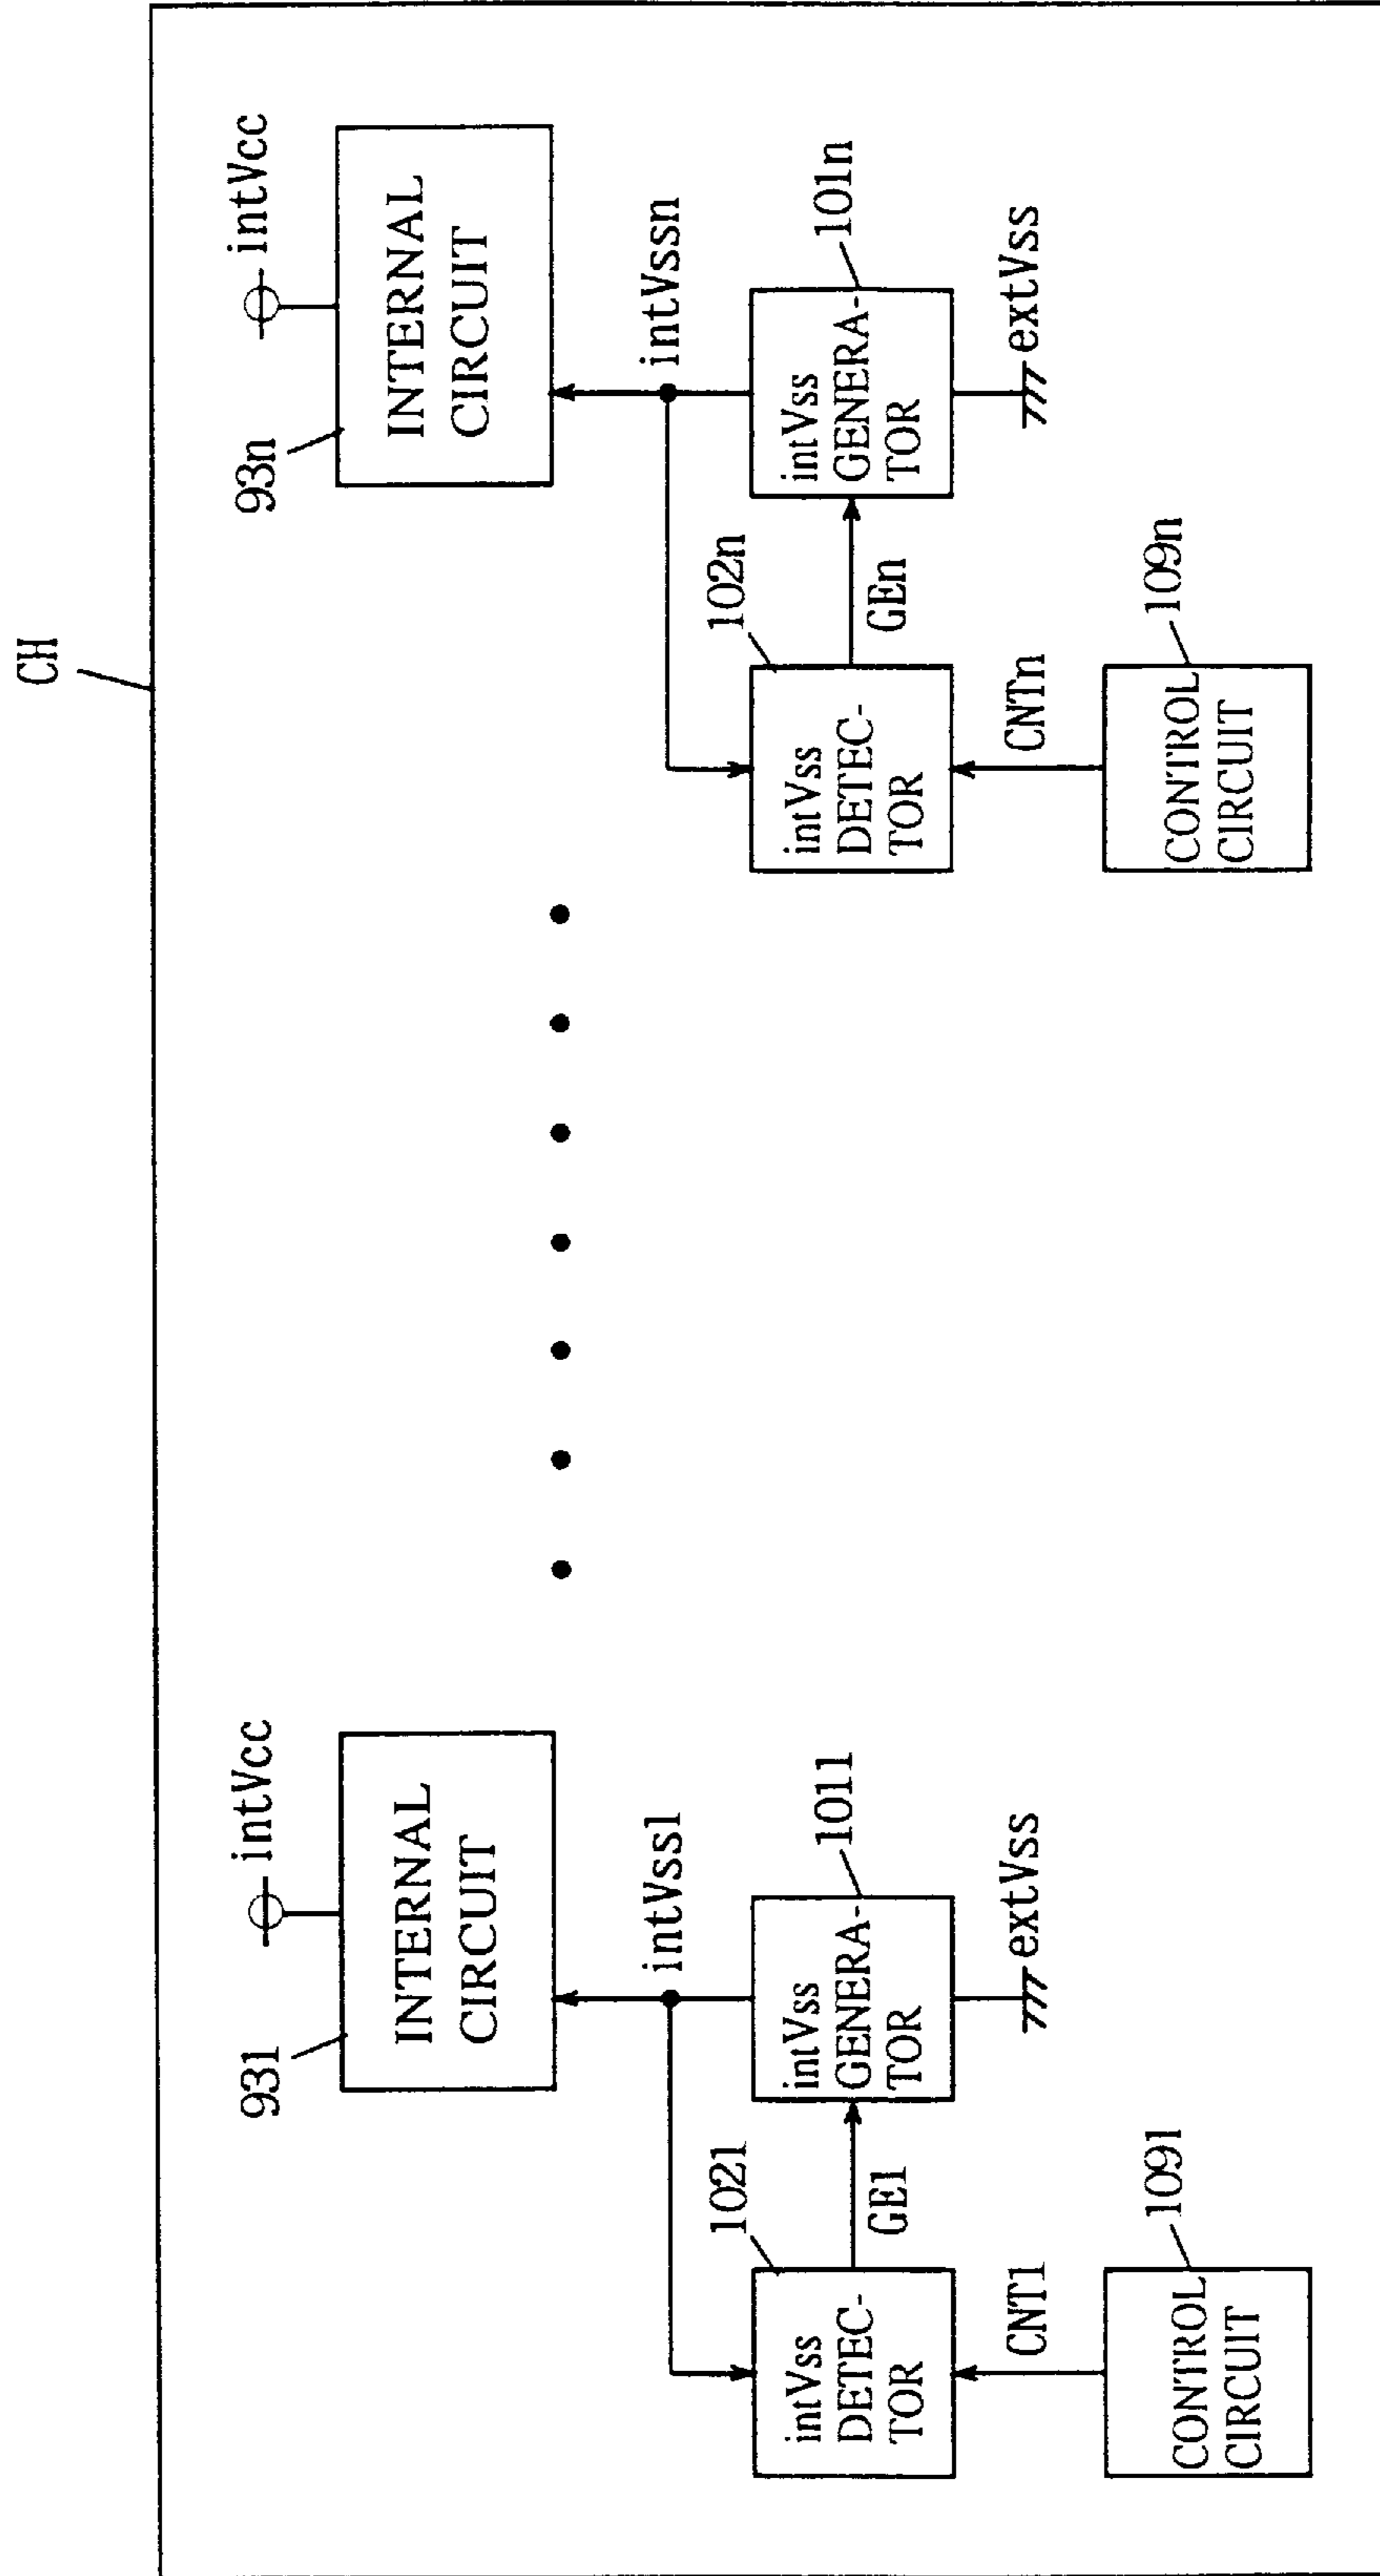 CH
intVcc
931
INTERNAL
CIRCUIT
intVss1
1021
intVss
DETEC-
TOR
GE1
intVss
GENERA-
TOR
1011
extVss
CNT1
1091
CONTROL
CIRCUIT
intVcc
93n
INTERNAL
CIRCUIT
intVssn
102n
intVss
DETEC-
TOR
GEn
intVss
GENERA-
TOR
101n
extVss
CNTn
109n
CONTROL
CIRCUIT